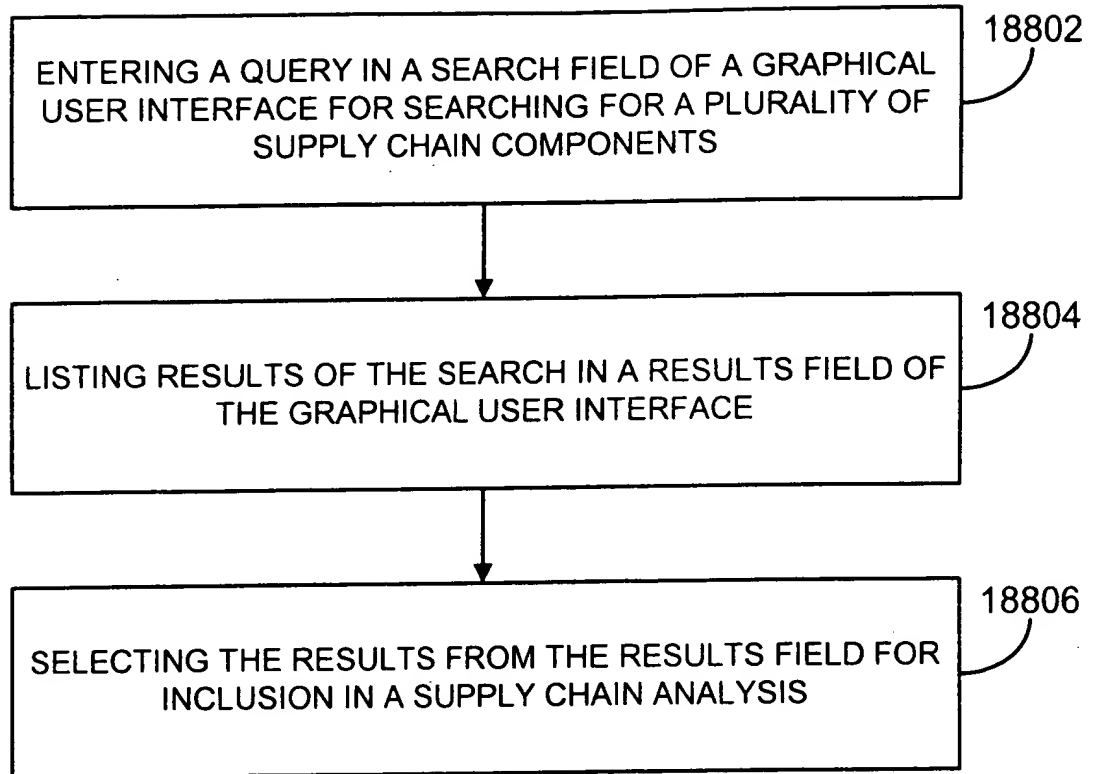 18802
ENTERING A QUERY IN A SEARCH FIELD OF A GRAPHICAL
USER INTERFACE FOR SEARCHING FOR A PLURALITY OF
SUPPLY CHAIN COMPONENTS
18804
LISTING RESULTS OF THE SEARCH IN A RESULTS FIELD OF
THE GRAPHICAL USER INTERFACE
18806
SELECTING THE RESULTS FROM THE RESULTS FIELD FOR
INCLUSION IN A SUPPLY CHAIN ANALYSIS